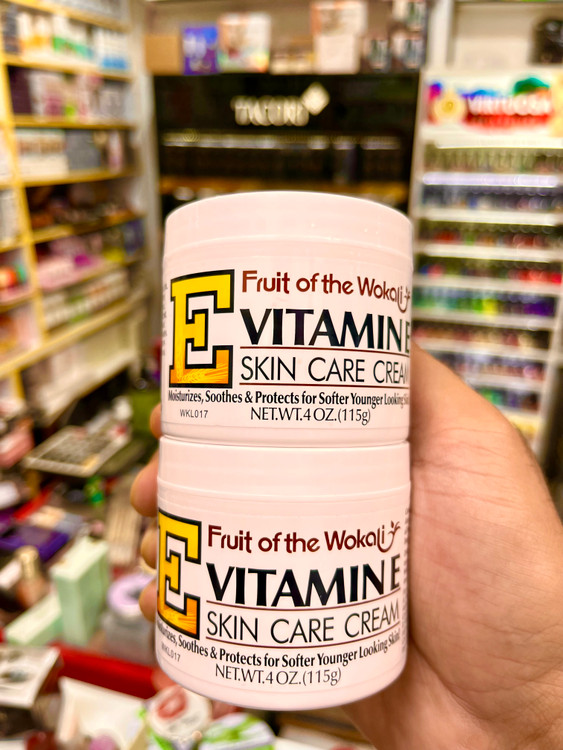 VIRTUOSA
E
Fruit of the Wokali
VITAMIN E
SKIN CARE CREAM
Moisturizes, Soothes & Protects for Softer Younger Looking
WKL017
NET.WT.4 OZ.(115g)
E
Fruit of the Wokali
VITAMIN E
SKIN CARE CREAM
Soothes & Protects for Softer Younger Looking Skin
WKL017
NET.WT.4 OZ.(115g)